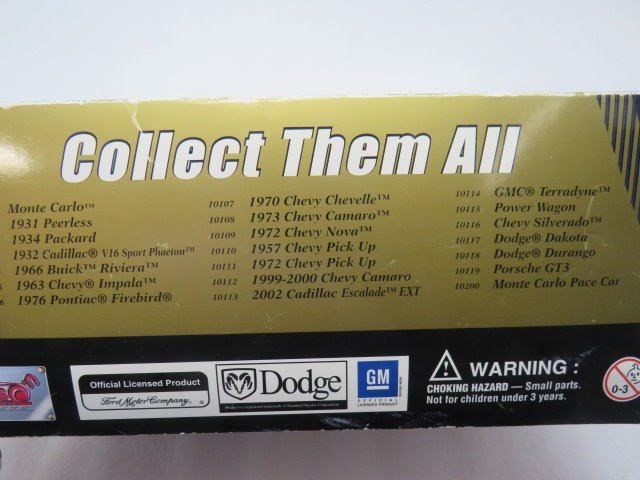 Collect Them All
Monte Carlo™
1931 Peerless
1934 Packard
1932 Cadillac® V16 Sport Phaeton™
1966 Buick™ Riviera™
1963 Chevy® Impala™
1976 Pontiac® Firebird®
10107 1970 Chevy Chevelle™
10108 1973 Chevy Camaro™
10109 1972 Chevy Nova™
10110 1957 Chevy Pick Up
10111 1972 Chevy Pick Up
10112 1999-2000 Chevy Camaro
10113 2002 Cadillac Escalade™ EXT
10114 GMC® Terradyne™
10115 Power Wagon
10116 Chevy Silverado™
10117 Dodge® Dakota
10118 Dodge® Durango
10119 Porsche GT3
10200 Monte Carlo Pace Car
Official Licensed Product
Ford Motor Company
Dodge®
GM
OFFICIAL
LICENSED PRODUCT
WARNING :
CHOKING HAZARD — Small parts.
Not for children under 3 years.
0-3